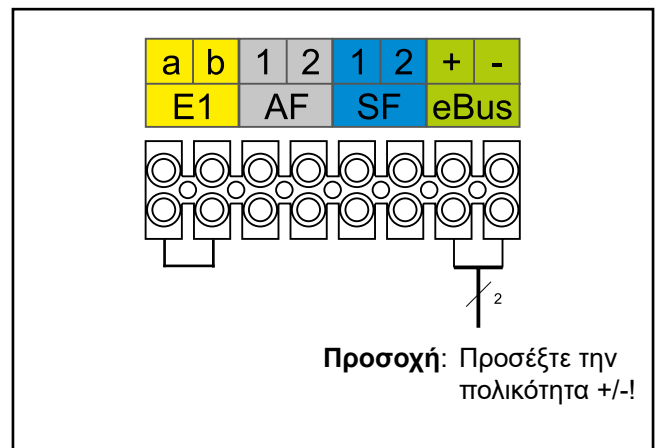 a b 1 2 1 2 + -
E1 AF SF eBus
2
Προσοχή: Προσέξτε την
πολικότητα +/-!